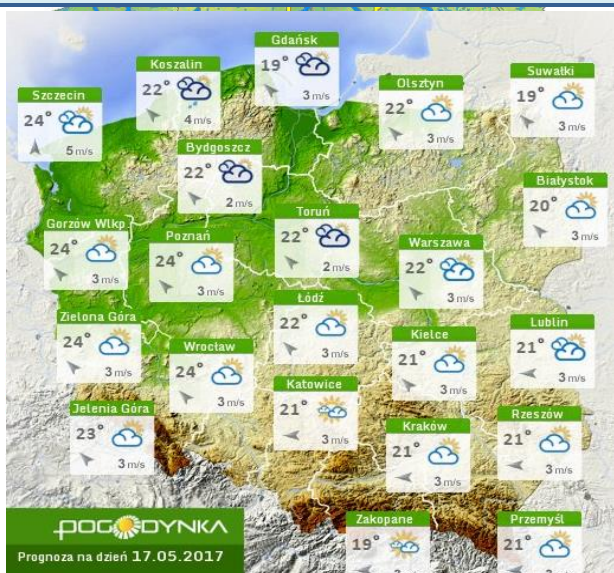 Gdańsk
19°
3 m/s
Koszalin
22°
4 m/s
Suwałki
19°
3 m/s
Olsztyn
22°
3 m/s
Szczecin
24°
5 m/s
Bydgoszcz
22°
2 m/s
Białystok
20°
3 m/s
Toruń
22°
2 m/s
Gorzów Wlkp
24°
3 m/s
Poznań
24°
3 m/s
Warszawa
22°
3 m/s
Łódź
22°
3 m/s
Zielona Góra
24°
3 m/s
Lublin
21°
3 m/s
Kielce
21°
3 m/s
Wrocław
24°
3 m/s
Katowice
21°
3 m/s
Jelenia Góra
23°
3 m/s
Rzeszów
21°
3 m/s
Kraków
21°
3 m/s
Zakopane
19°
Przemyśl
21°
POGODYNKA
Prognoza na dzień 17.05.2017